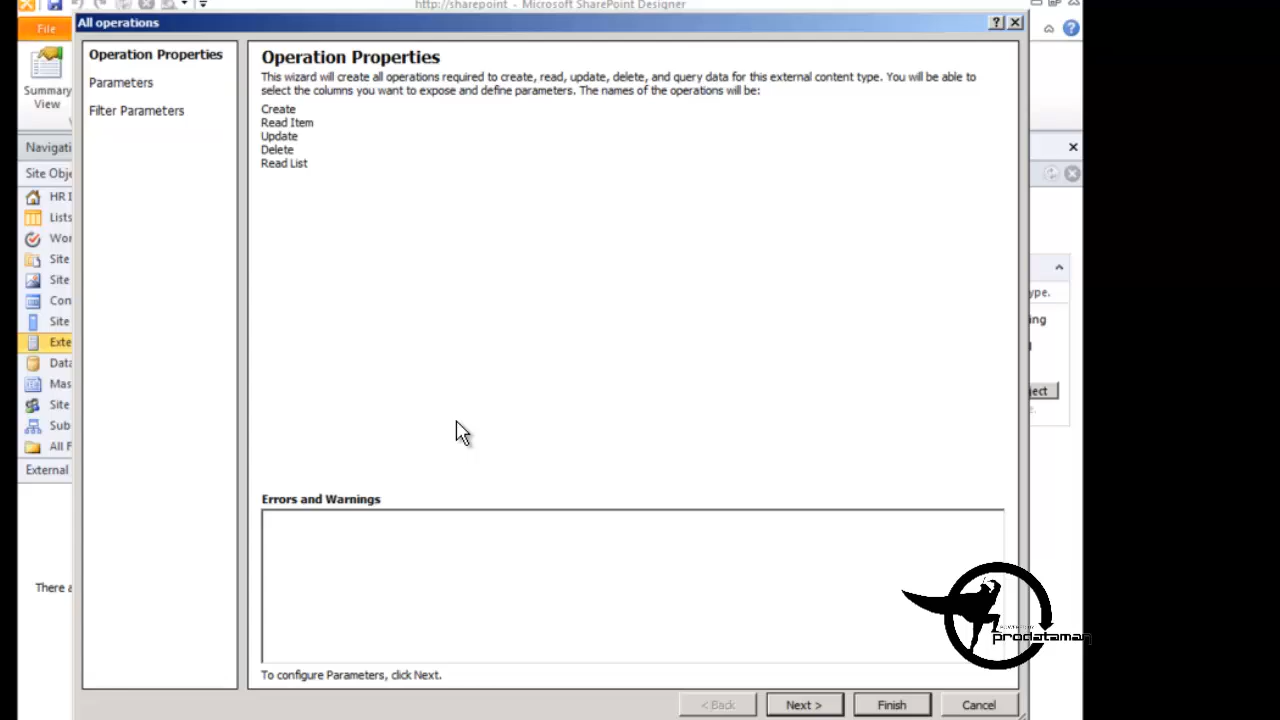 http://sharepoint - Microsoft SharePoint Designer
All operations
File
Summary
View
Navigati
Site Obje
HR I
Lists
Wor
Site
Site
Con
Site
Exte
Data
Mas
Site
Sub
All F
External
There a
Operation Properties
Parameters
Filter Parameters
Operation Properties
This wizard will create all operations required to create, read, update, delete, and query data for this external content type. You will be able to
select the columns you want to expose and define parameters. The names of the operations will be:
Create
Read Item
Update
Delete
Read List
Errors and Warnings
To configure Parameters, click Next.
< Back
Next >
Finish
Cancel
ype.
ing
ject
prodataman